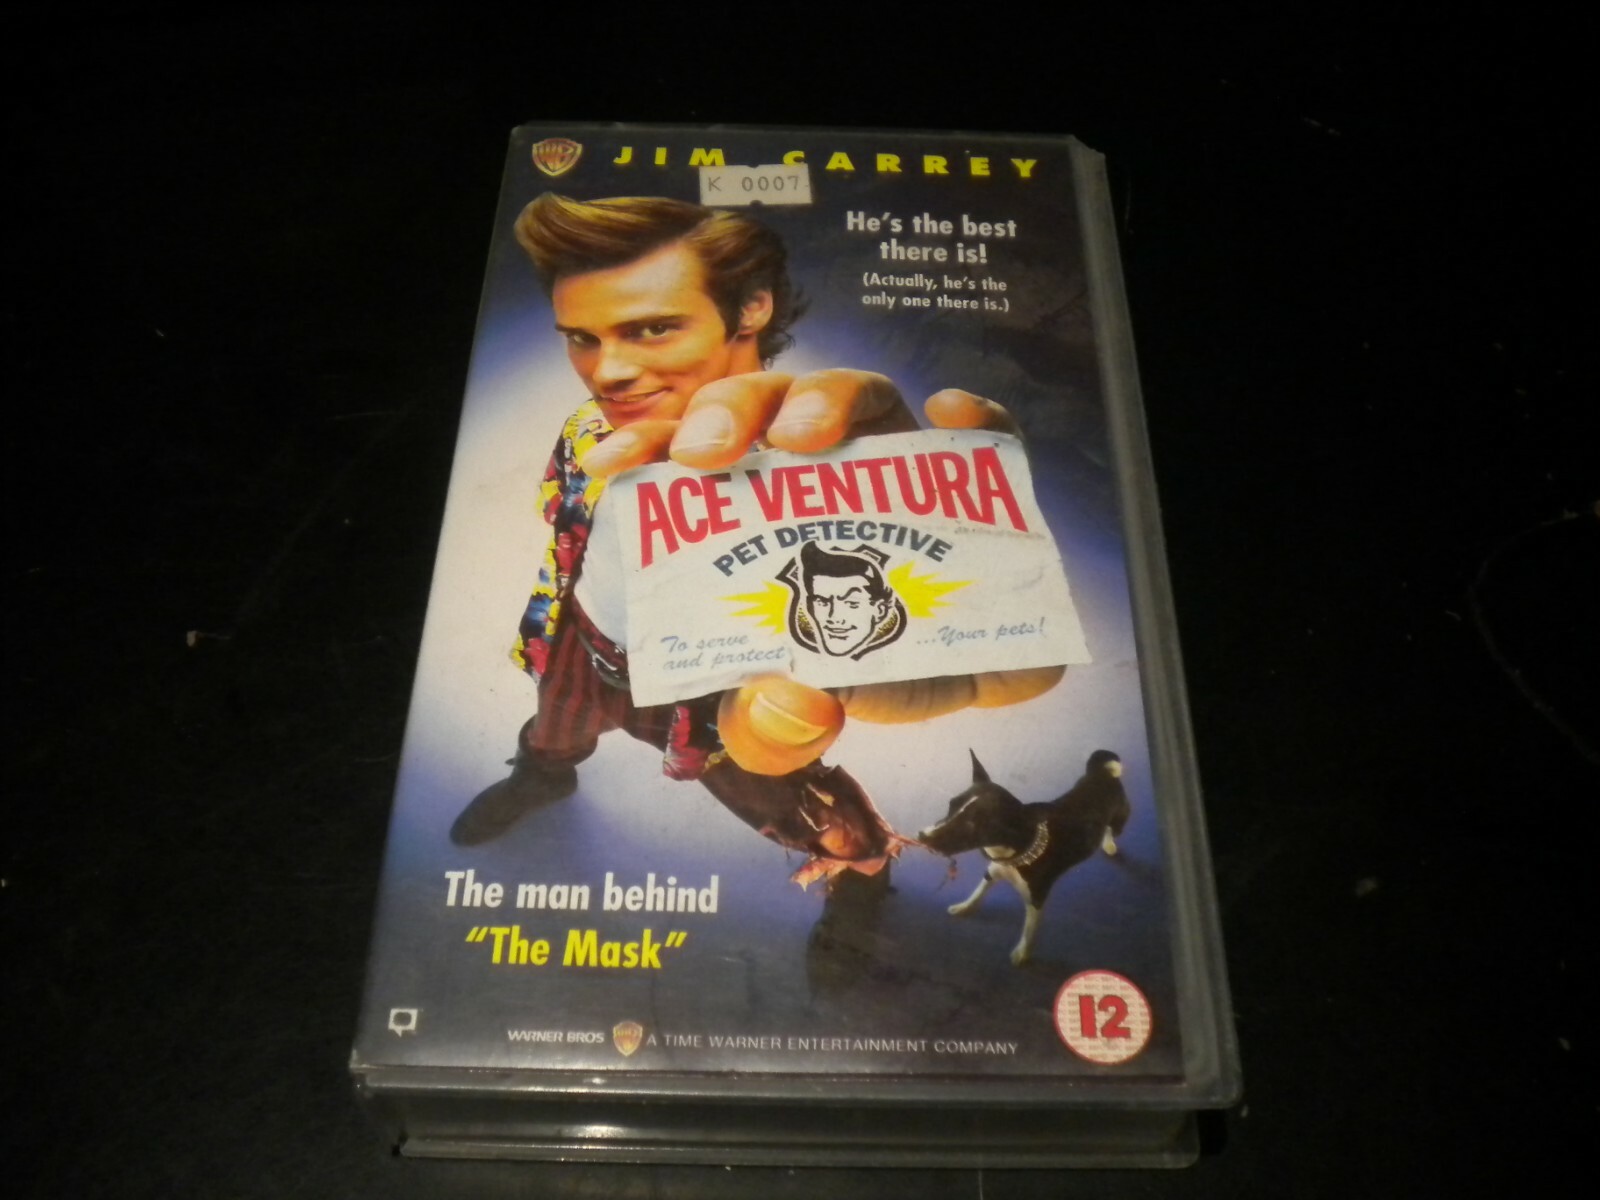 JIM CARREY
K 0007
He's the best
there is!
(Actually, he's the
only one there is.)
ACE VENTURA
PET DETECTIVE
To serve
and protect
...Your pets!
The man behind
"The Mask"
12
WARNER BROS WB A TIME WARNER ENTERTAINMENT COMPANY